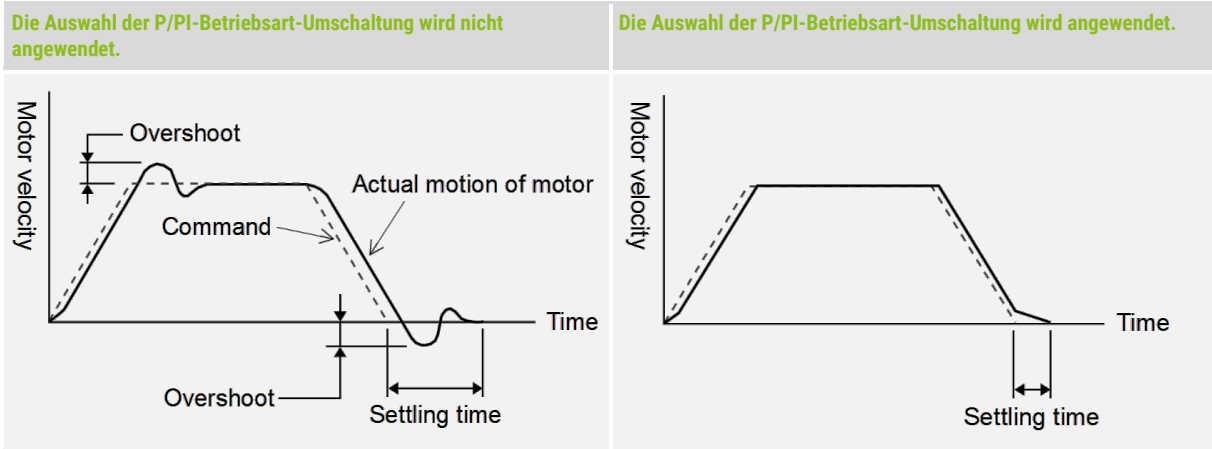 Die Auswahl der P/PI-Betriebsart-Umschaltung wird nicht
angewendet.
Die Auswahl der P/PI-Betriebsart-Umschaltung wird angewendet.
Motor velocity
Overshoot
Actual motion of motor
Command
Time
Overshoot
Settling time
Motor velocity
Time
Settling time